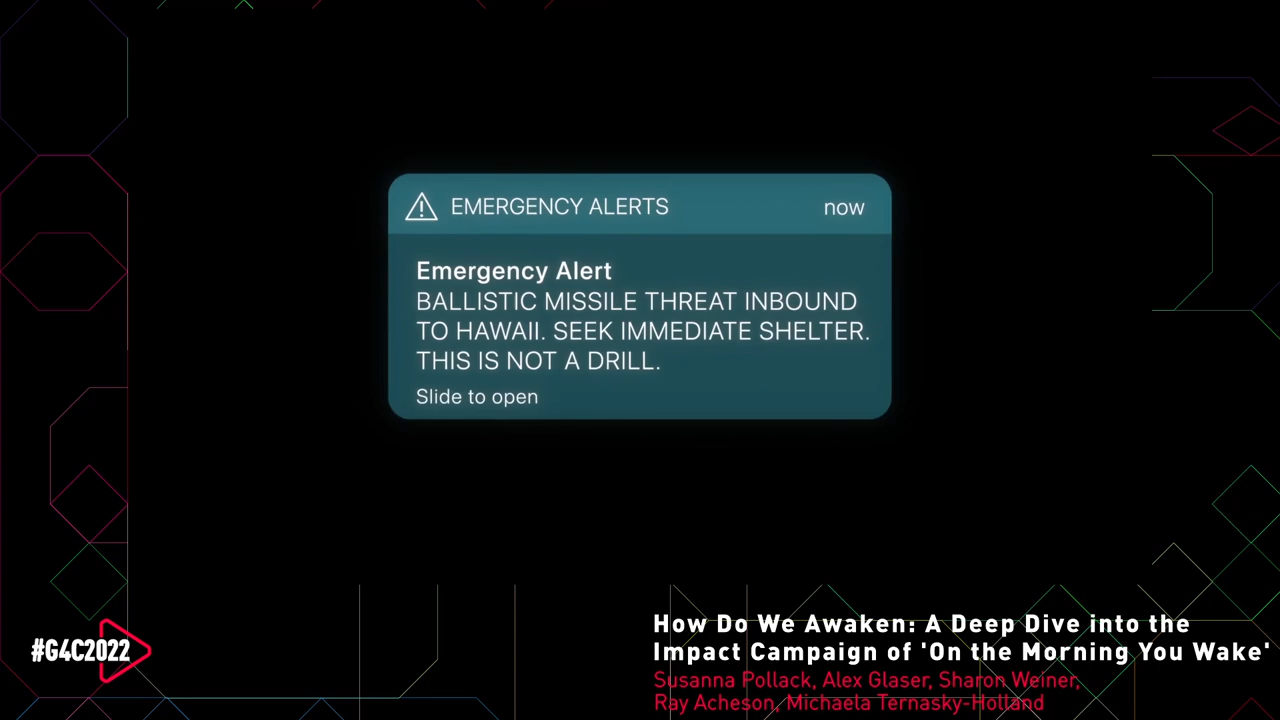 EMERGENCY ALERTS now
Emergency Alert
BALLISTIC MISSILE THREAT INBOUND
TO HAWAII. SEEK IMMEDIATE SHELTER.
THIS IS NOT A DRILL.
Slide to open
#G4C2022
How Do We Awaken: A Deep Dive into the
Impact Campaign of 'On the Morning You Wake'
Susanna Pollack, Alex Glaser, Sharon Weiner,
Ray Acheson, Michaela Ternasky-Holland